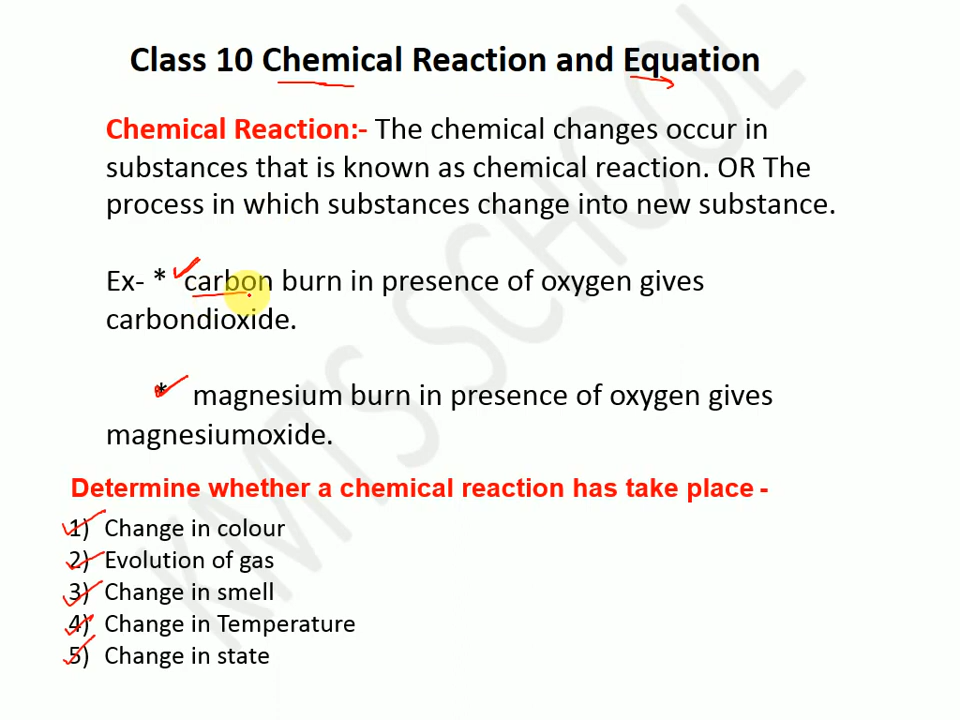 Class 10 Chemical Reaction and Equation
Chemical Reaction:- The chemical changes occur in
substances that is known as chemical reaction. OR The
process in which substances change into new substance.
Ex- * carbon burn in presence of oxygen gives
carbondioxide.
* magnesium burn in presence of oxygen gives
magnesiumoxide.
Determine whether a chemical reaction has take place -
1) Change in colour
2) Evolution of gas
3) Change in smell
4) Change in Temperature
5) Change in state
KMTS SCHOOL